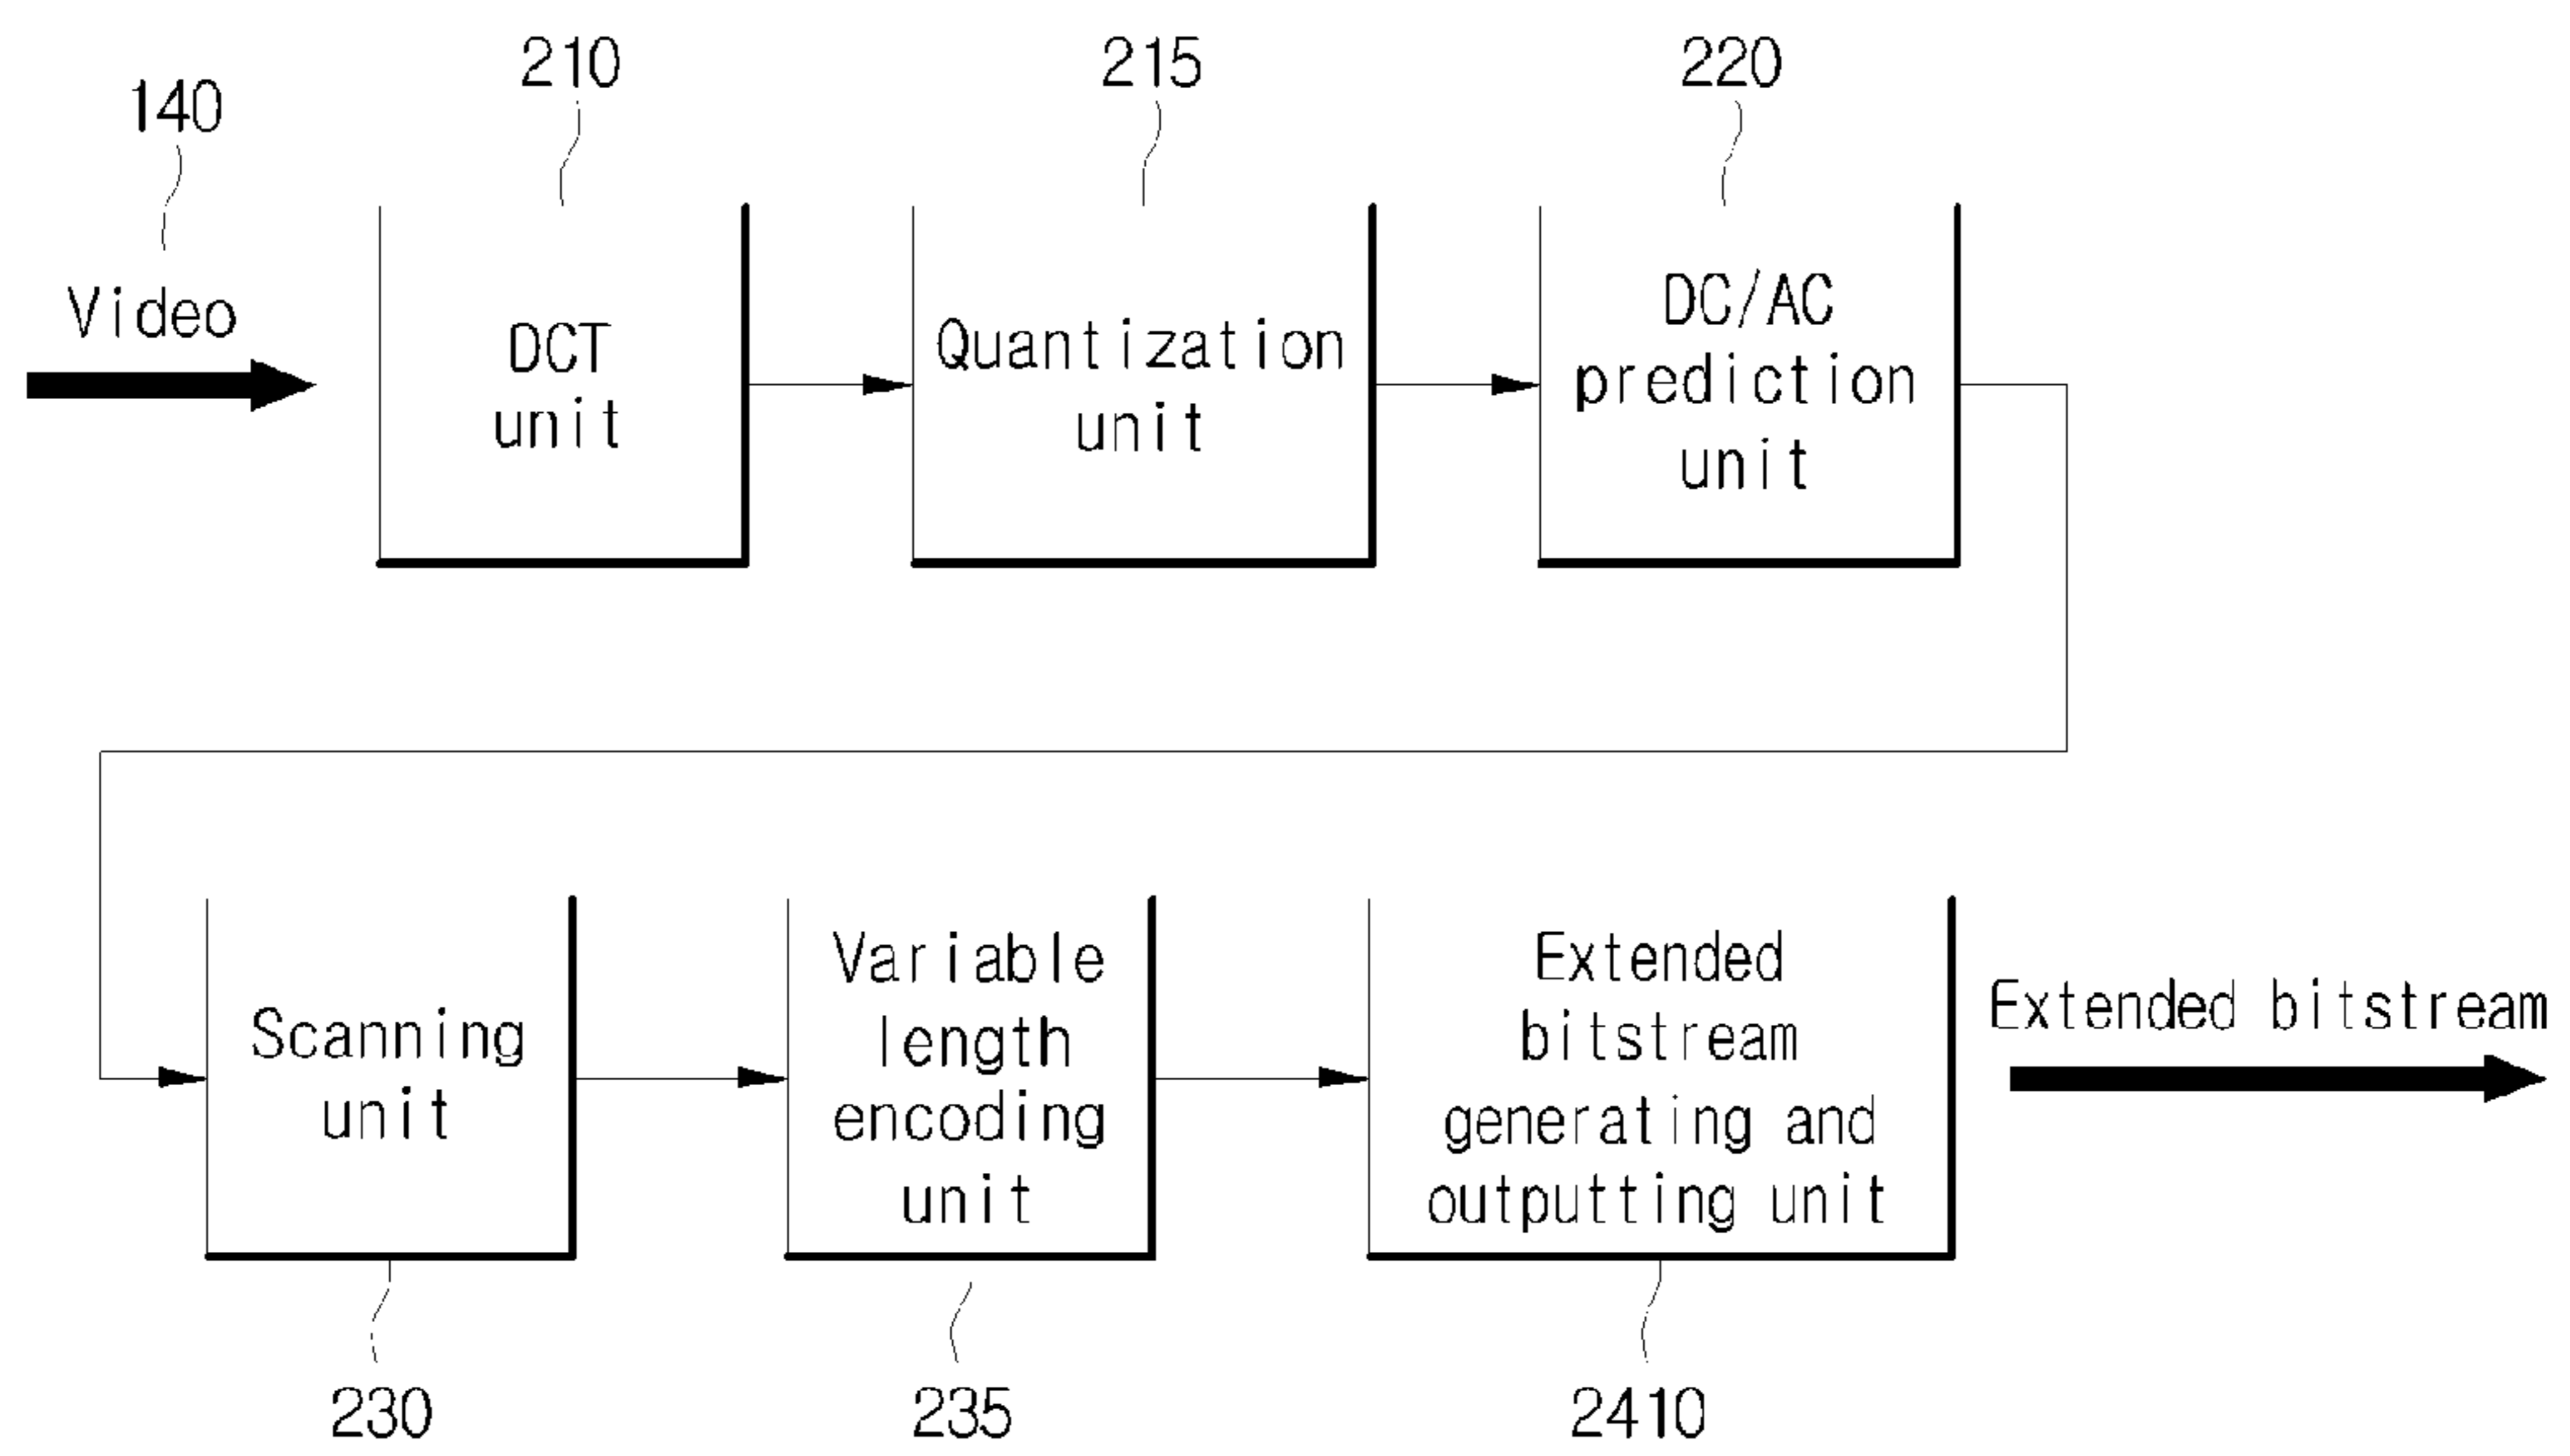 210
215
220
140
Video
DCT
unit
Quantization
unit
DC/AC
prediction
unit
Scanning
unit
Variable
length
encoding
unit
Extended
bitstream
generating and
outputting unit
Extended bitstream
230
235
2410